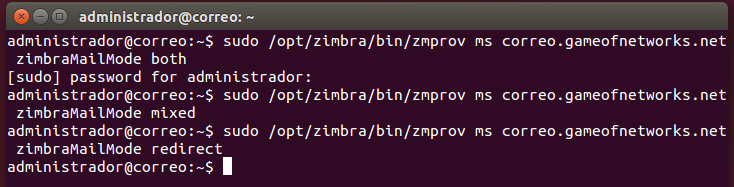 administrador@correo: ~
administrador@correo:~$ sudo /opt/zimbra/bin/zmprov ms correo.gameofnetworks.net
 zimbraMailMode both
[sudo] password for administrador:
administrador@correo:~$ sudo /opt/zimbra/bin/zmprov ms correo.gameofnetworks.net
 zimbraMailMode mixed
administrador@correo:~$ sudo /opt/zimbra/bin/zmprov ms correo.gameofnetworks.net
 zimbraMailMode redirect
administrador@correo:~$